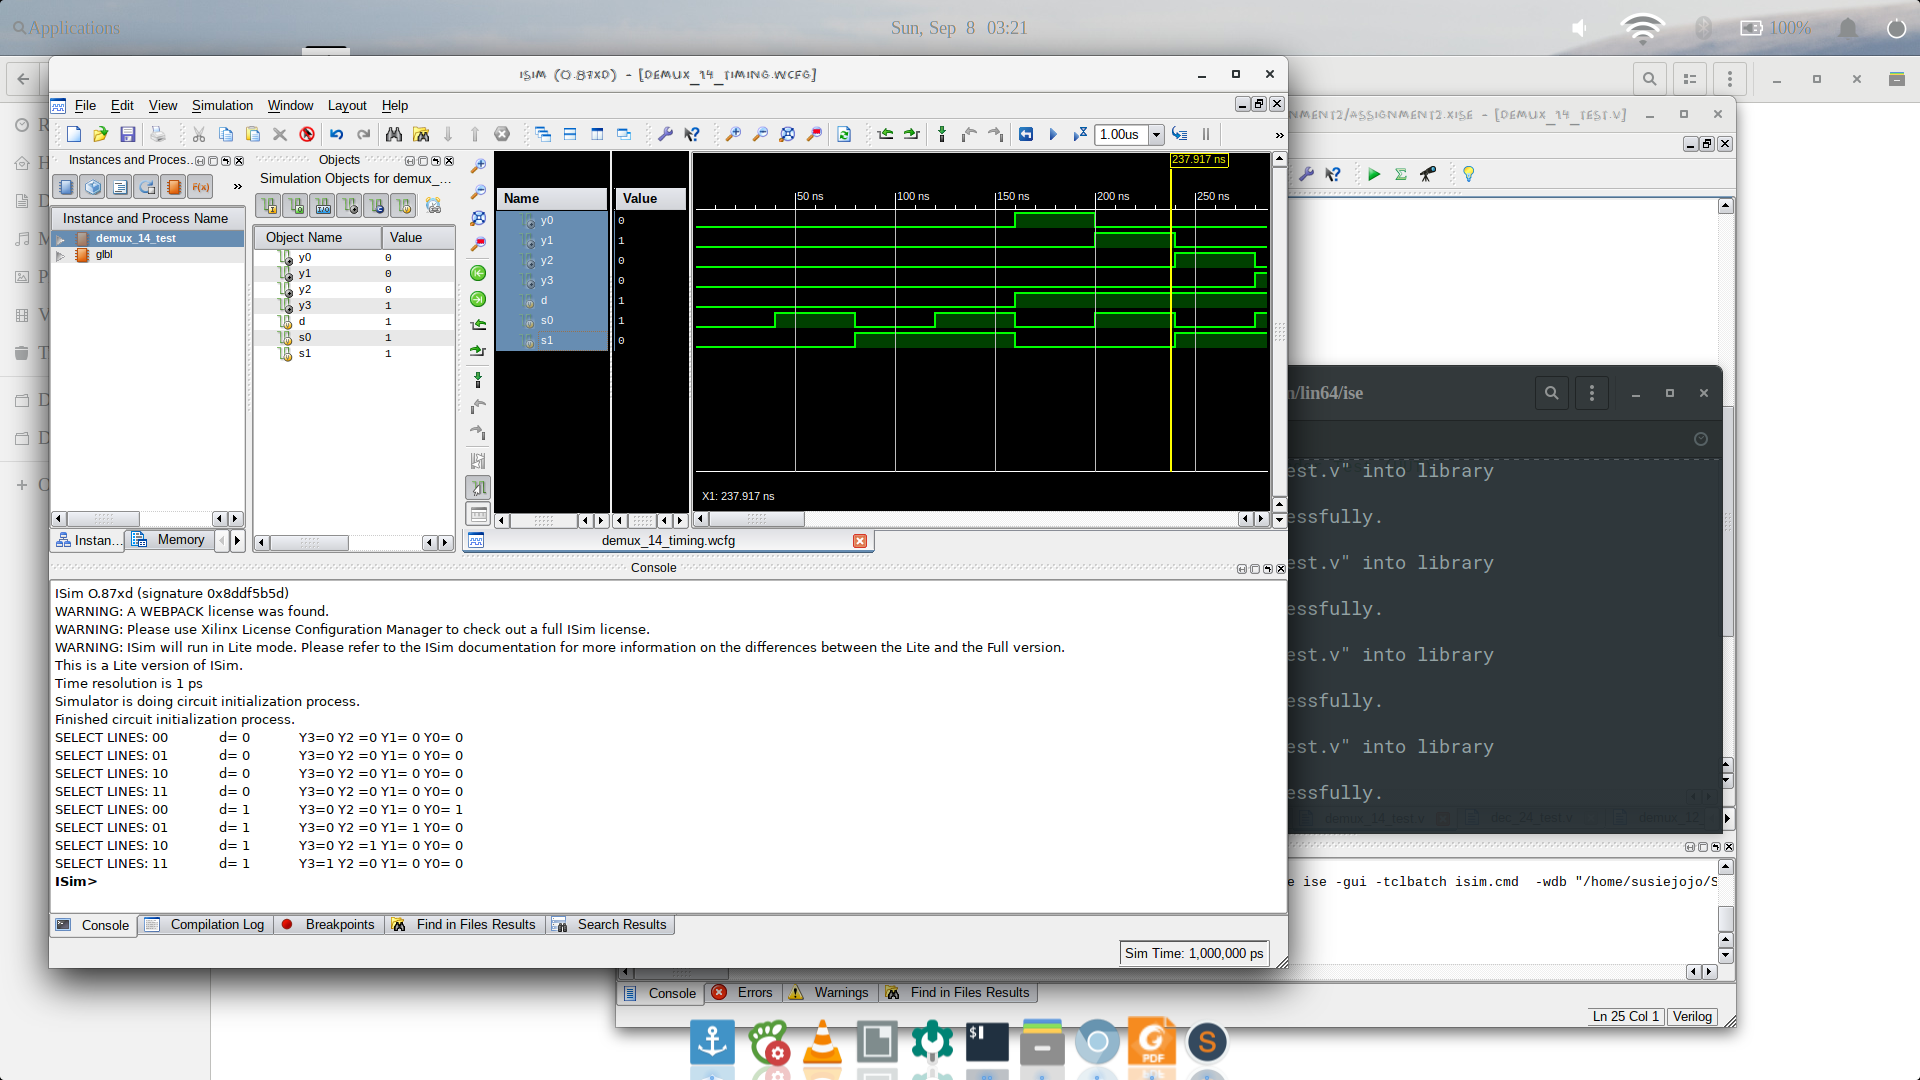 Applications
Sun, Sep 8 03:21
100%
ISIM (O.87XD) - [DEMUX_14_TIMING.WCFG]
File Edit View Simulation Window Layout Help
1.00us
Instances and Proces..
Instance and Process Name
demux_14_test
glbl
Instan...
Memory
Objects
Simulation Objects for demux_...
Object Name Value
y0 0
y1 0
y2 0
y3 1
d 1
s0 1
s1 1
Name Value
y0 0
y1 1
y2 0
y3 0
d 1
s0 1
s1 0
237.917 ns
50 ns 100 ns 150 ns 200 ns 250 ns
X1: 237.917 ns
demux_14_timing.wcfg
Console
ISim O.87xd (signature 0x8ddf5b5d)
WARNING: A WEBPACK license was found.
WARNING: Please use Xilinx License Configuration Manager to check out a full ISim license.
WARNING: ISim will run in Lite mode. Please refer to the ISim documentation for more information on the differences between the Lite and the Full version.
This is a Lite version of ISim.
Time resolution is 1 ps
Simulator is doing circuit initialization process.
Finished circuit initialization process.
SELECT LINES: 00 d= 0 Y3=0 Y2 =0 Y1= 0 Y0= 0
SELECT LINES: 01 d= 0 Y3=0 Y2 =0 Y1= 0 Y0= 0
SELECT LINES: 10 d= 0 Y3=0 Y2 =0 Y1= 0 Y0= 0
SELECT LINES: 11 d= 0 Y3=0 Y2 =0 Y1= 0 Y0= 0
SELECT LINES: 00 d= 1 Y3=0 Y2 =0 Y1= 0 Y0= 1
SELECT LINES: 01 d= 1 Y3=0 Y2 =0 Y1= 1 Y0= 0
SELECT LINES: 10 d= 1 Y3=0 Y2 =1 Y1= 0 Y0= 0
SELECT LINES: 11 d= 1 Y3=1 Y2 =0 Y1= 0 Y0= 0
ISim>
Console Compilation Log Breakpoints Find in Files Results Search Results
Sim Time: 1,000,000 ps
NMENT2/ASSIGNMENT2.XISE - [DEMUX_14_TEST.V]
n/lin64/ise
est.v" into library
essfully.
est.v" into library
essfully.
est.v" into library
essfully.
est.v" into library
essfully.
demux_14_test.v dec_24_test.v demux_12
e ise -gui -tclbatch isim.cmd -wdb "/home/susiejojo/S
Console Errors Warnings Find in Files Results
Ln 25 Col 1 Verilog
$
PDF
S